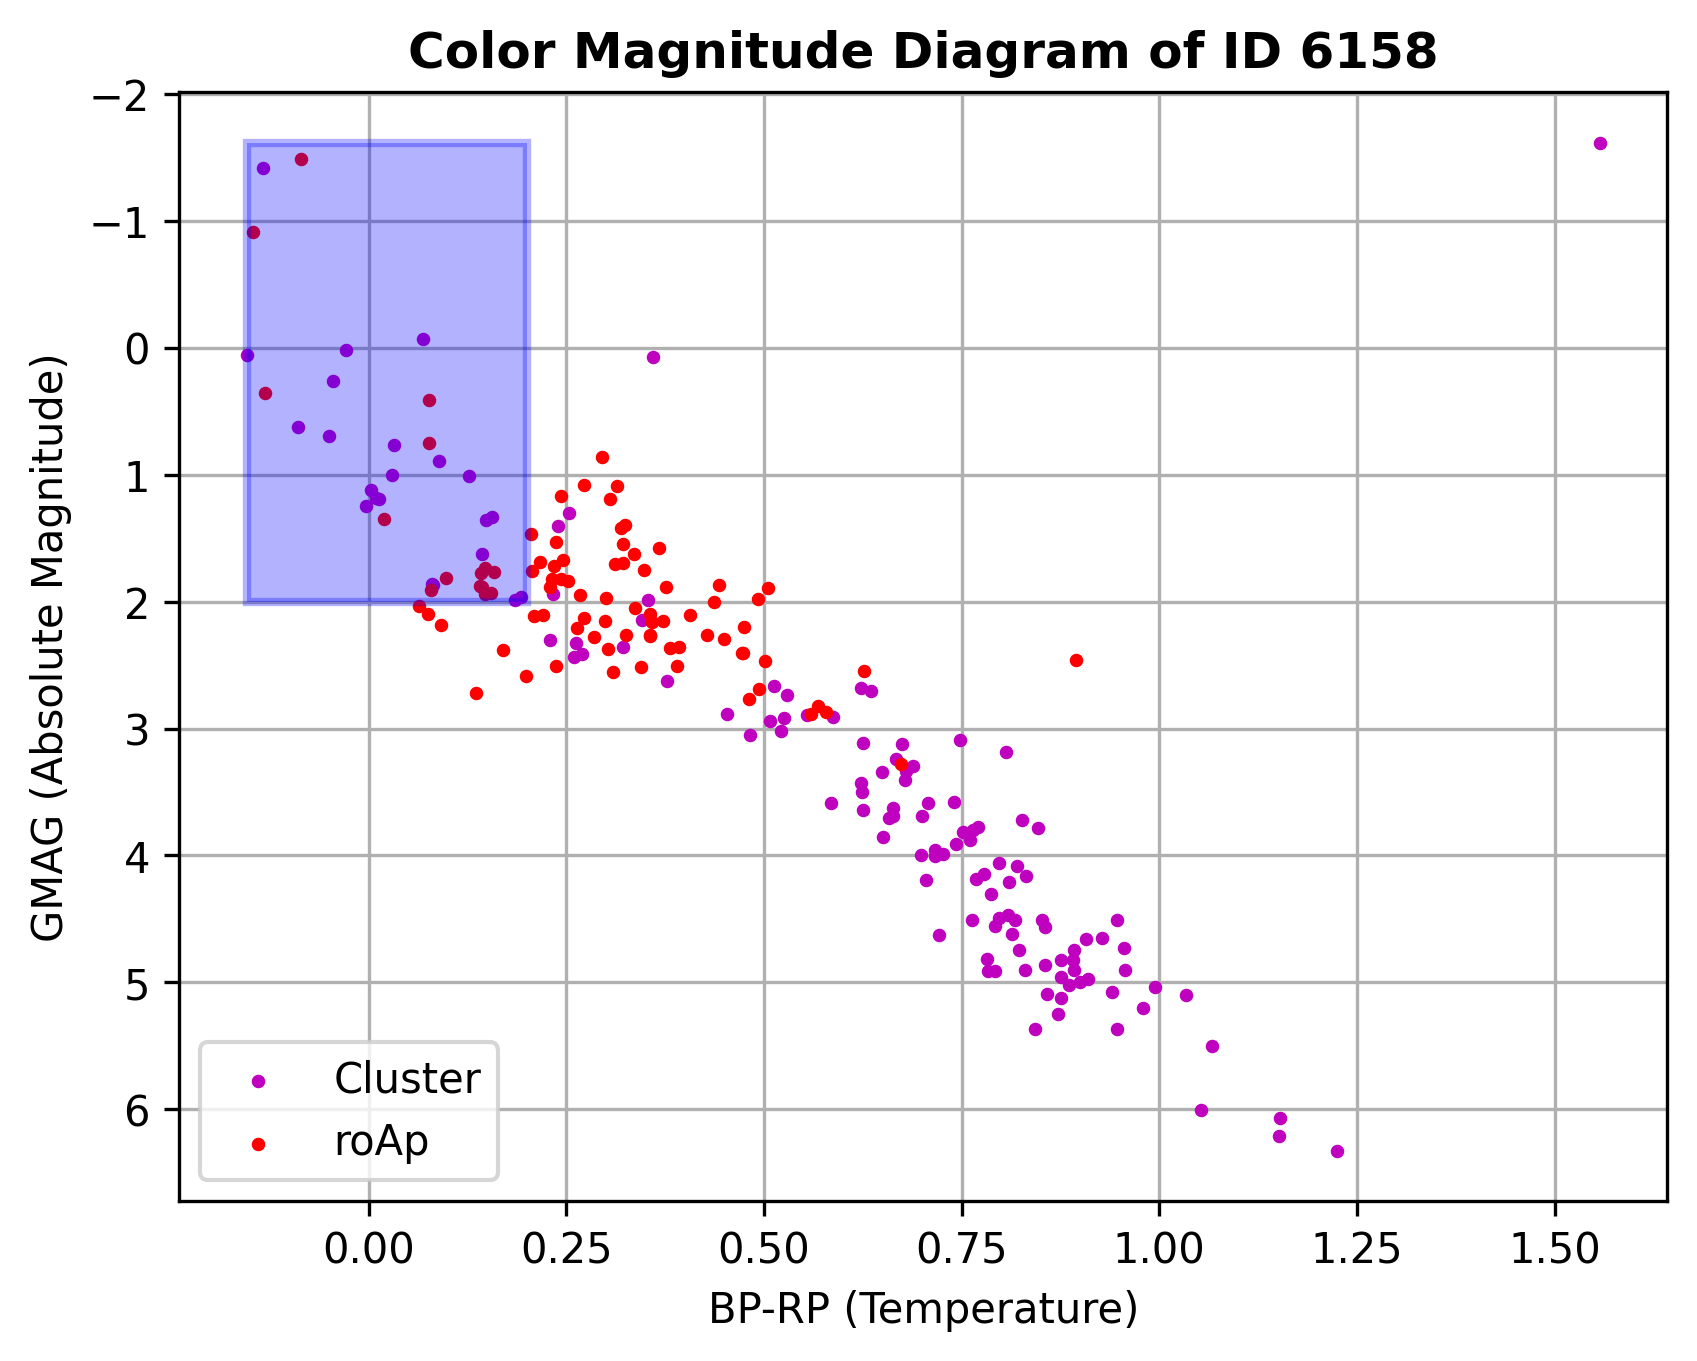 Color Magnitude Diagram of ID 6158
GMAG (Absolute Magnitude)
−2
−1
0
1
2
3
4
5
6
Cluster
roAp
0.00 0.25 0.50 0.75 1.00 1.25 1.50
BP-RP (Temperature)